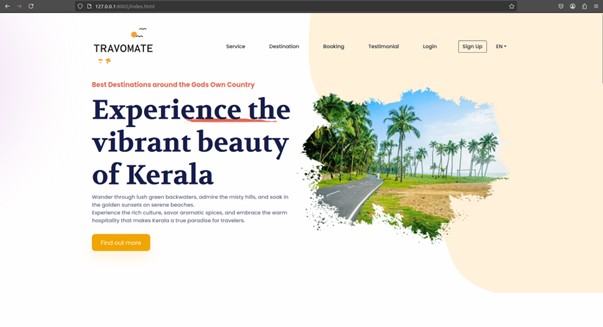 127.0.0.1:8000/index.html
TRAVOMATE
Service
Destination
Booking
Testimonial
Login
Sign Up
EN
Best Destinations around the Gods Own Country
Experience the
vibrant beauty
of Kerala
Wander through lush green backwaters, admire the misty hills, and soak in
the golden sunsets on serene beaches.
Experience the rich culture, savor aromatic spices, and embrace the warm
hospitality that makes Kerala a true paradise for travelers.
Find out more